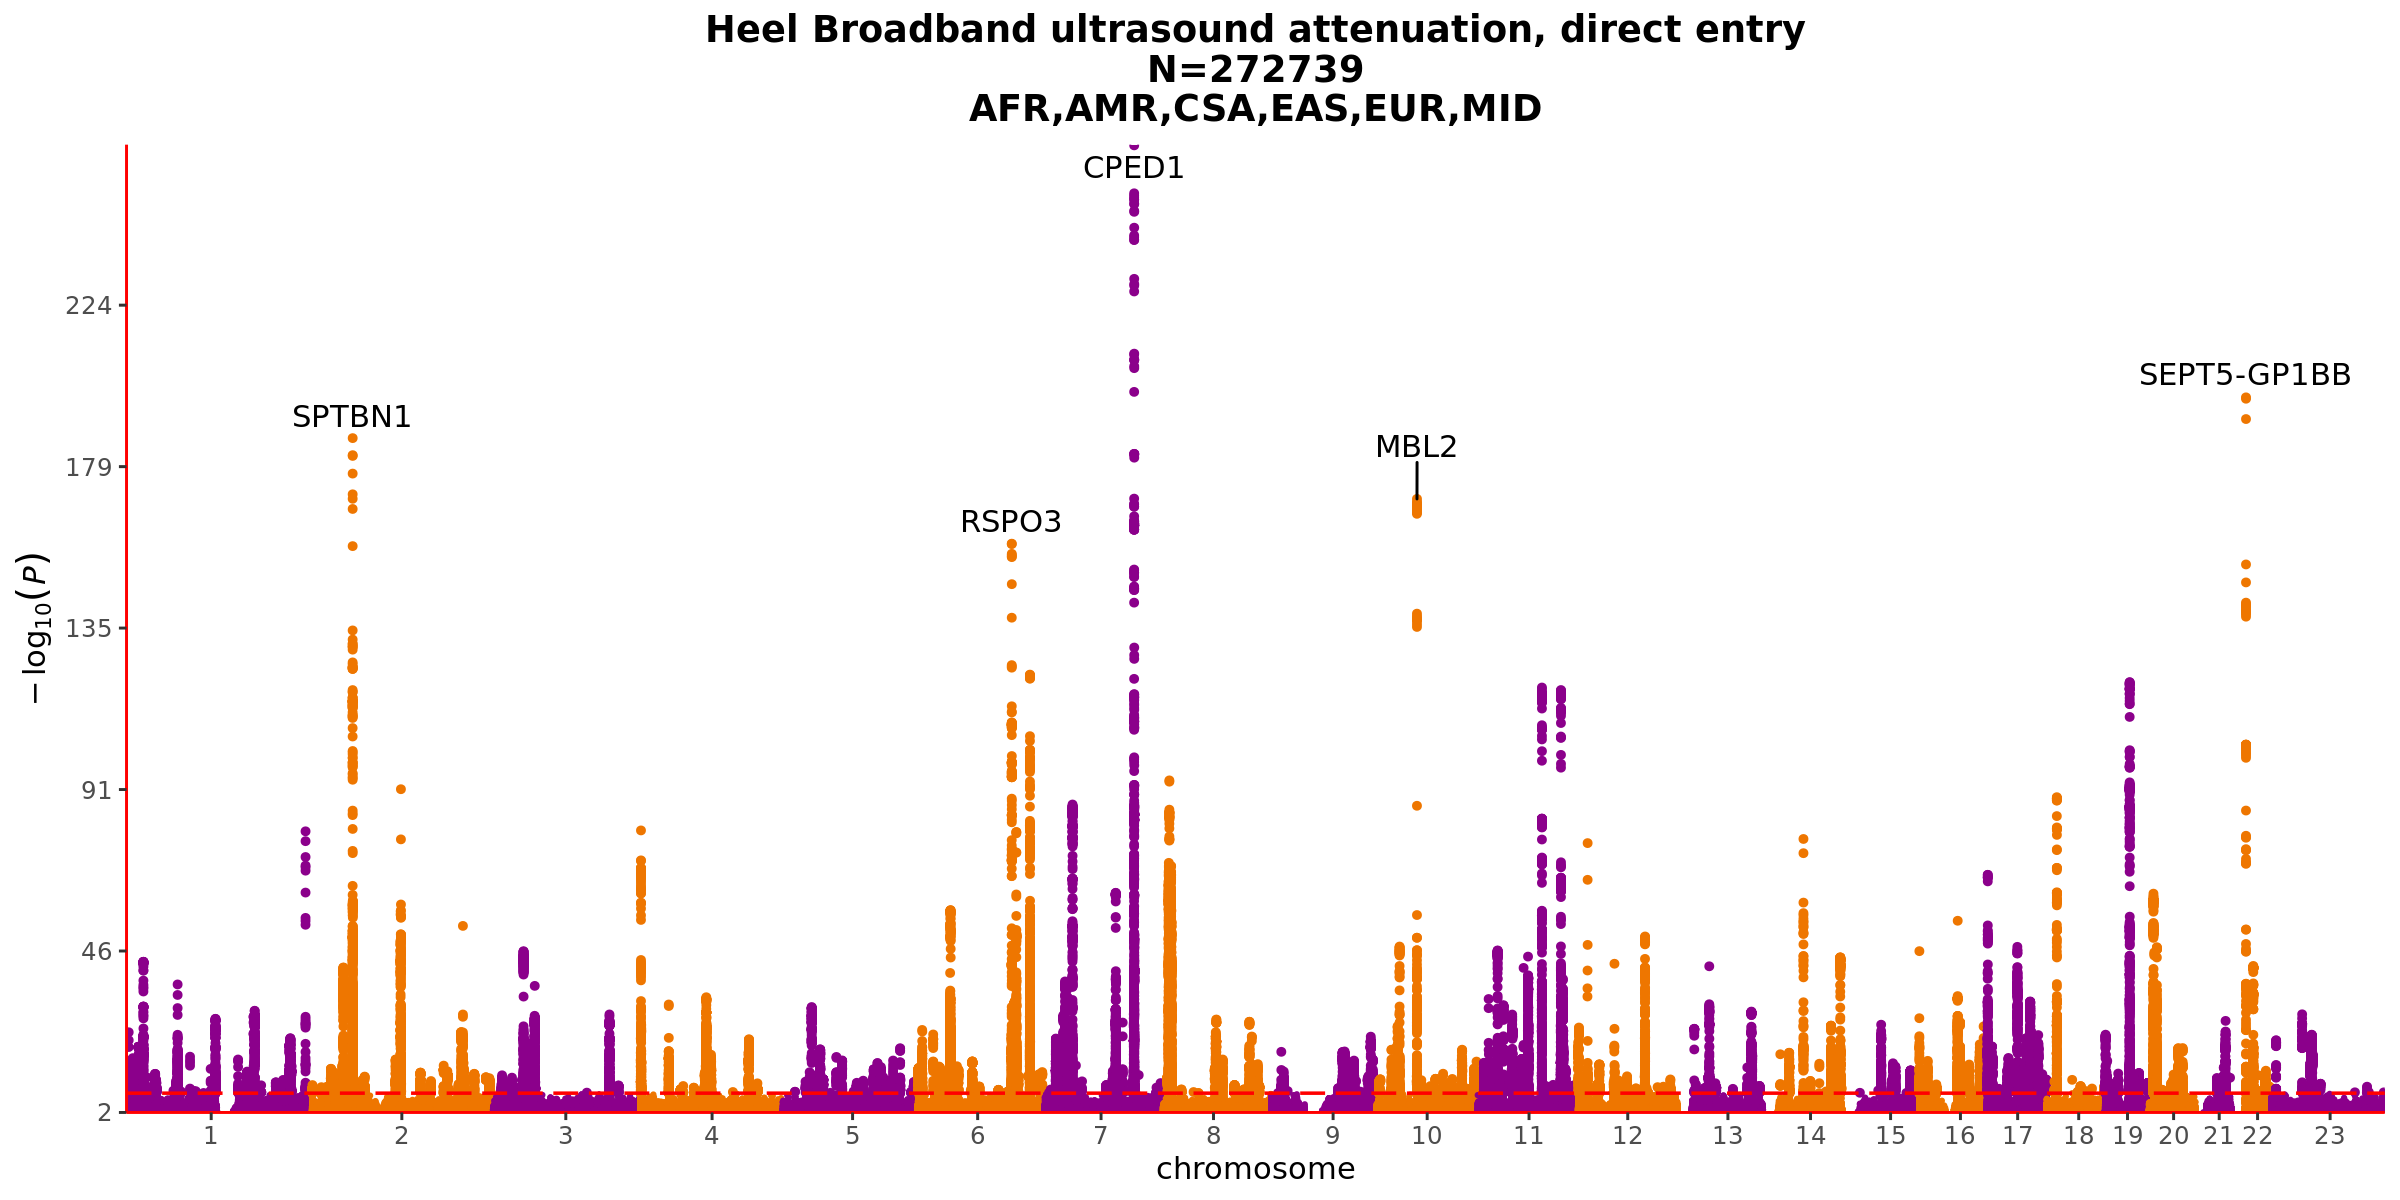 Heel Broadband ultrasound attenuation, direct entry
N=272739
AFR,AMR,CSA,EAS,EUR,MID
CPED1
224
SEPT5-GP1BB
SPTBN1
MBL2
179
RSPO3
−log10(P)
135
91
46
2
1 2 3 4 5 6 7 8 9 10 11 12 13 14 15 16 17 18 19 20 21 22 23
chromosome